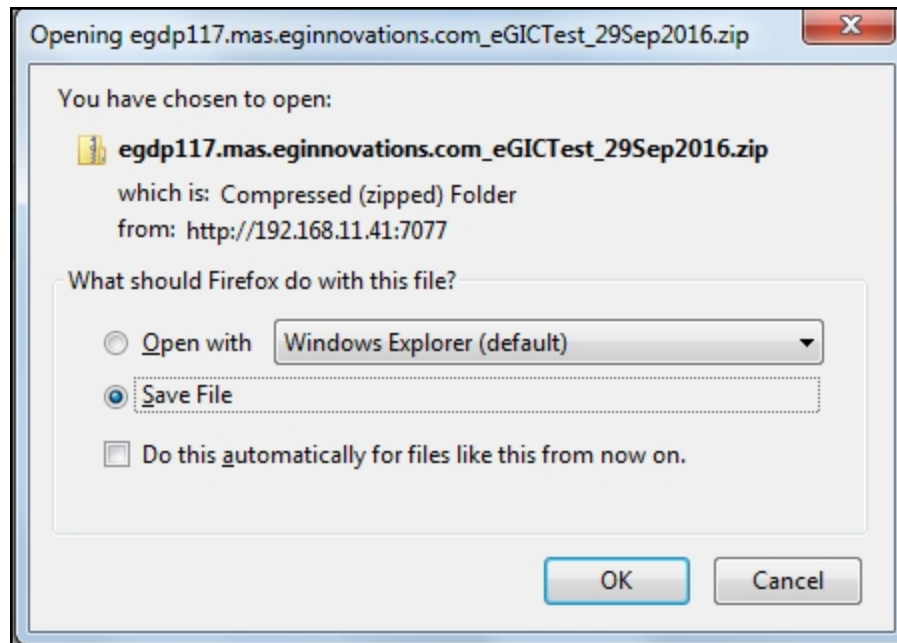 Opening egdp117.mas.eginnovations.com_eGICTest_29Sep2016.zip
You have chosen to open:
egdp117.mas.eginnovations.com_eGICTest_29Sep2016.zip
which is: Compressed (zipped) Folder
from: http://192.168.11.41:7077
What should Firefox do with this file?
Open with Windows Explorer (default)
Save File
Do this automatically for files like this from now on.
OK Cancel